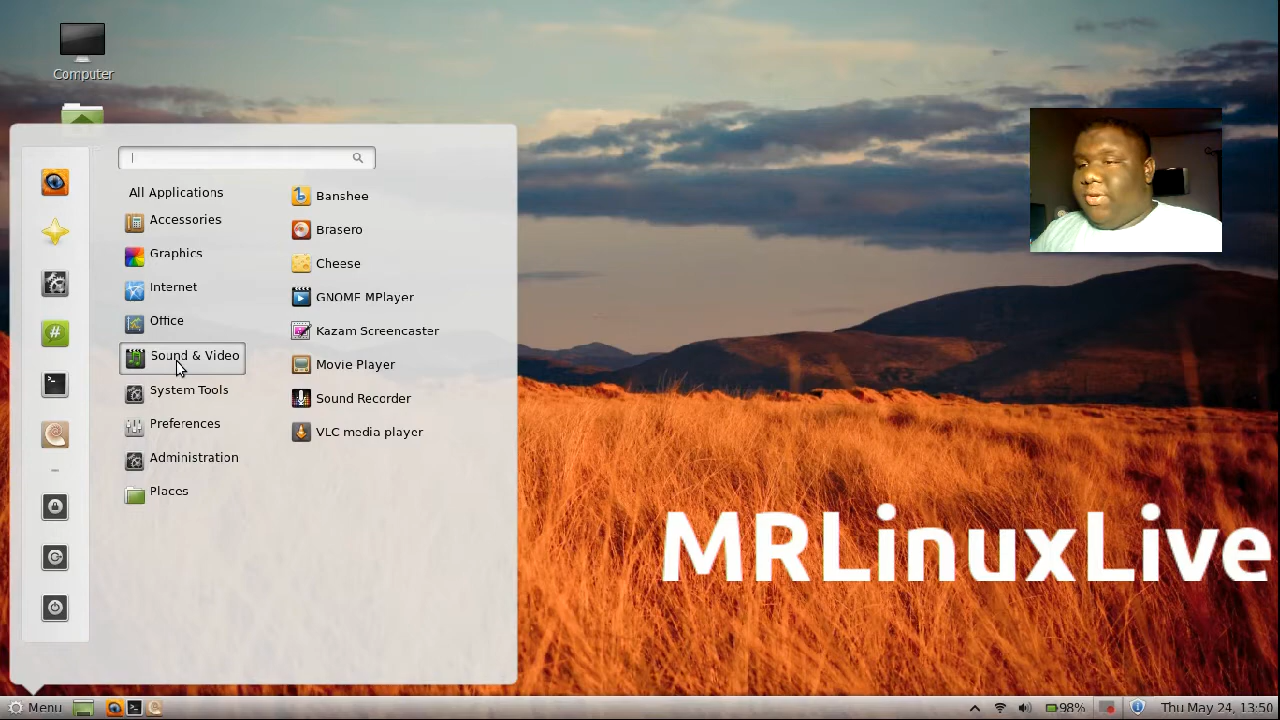 Computer
All Applications
Accessories
Graphics
Internet
Office
Sound & Video
System Tools
Preferences
Administration
Places
Banshee
Brasero
Cheese
GNOME MPlayer
Kazam Screencaster
Movie Player
Sound Recorder
VLC media player
MRLinuxLive
Menu
98%
Thu May 24, 13:50